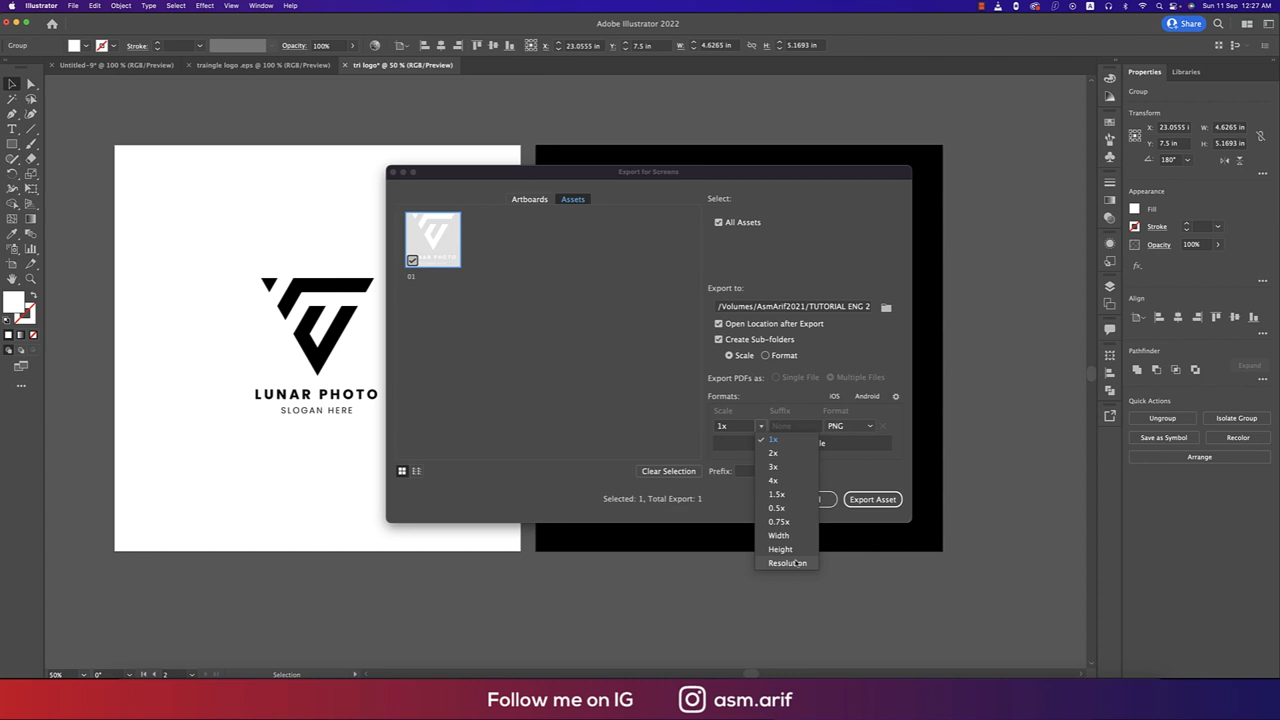 Illustrator File Edit Object Type Select Effect View Window Help
Sun 11 Sep 12:27 AM
Adobe Illustrator 2022
Share
Group
Stroke:
Opacity: 100%
X: 23.0555 in
Y: 7.5 in
W: 4.6265 in
H: 5.1693 in
Untitled-9* @ 100 % (RGB/Preview)
traingle logo .eps @ 100 % (RGB/Preview)
tri logo* @ 50 % (RGB/Preview)
Properties
Libraries
Group
Transform
X: 23.0555 i
W: 4.6265 in
Y: 7.5 in
H: 5.1693 in
180°
Appearance
Fill
Stroke
Opacity 100%
Align
Pathfinder
Expand
Quick Actions
Ungroup
Isolate Group
Save as Symbol
Recolor
Arrange
LUNAR PHOTO
SLOGAN HERE
Export for Screens
Artboards
Assets
01
Select:
All Assets
Export to:
/Volumes/AsmArif2021/TUTORIAL ENG 2
Open Location after Export
Create Sub-folders
Scale
Format
Export PDFs as:
Single File
Multiple Files
Formats:
iOS
Android
Scale
Suffix
Format
1x
None
PNG
1x
2x
3x
4x
1.5x
0.5x
0.75x
Width
Height
Resolution
Clear Selection
Prefix:
Selected: 1, Total Export: 1
Export Asset
50%
0°
2
Selection
Follow me on IG
asm.arif